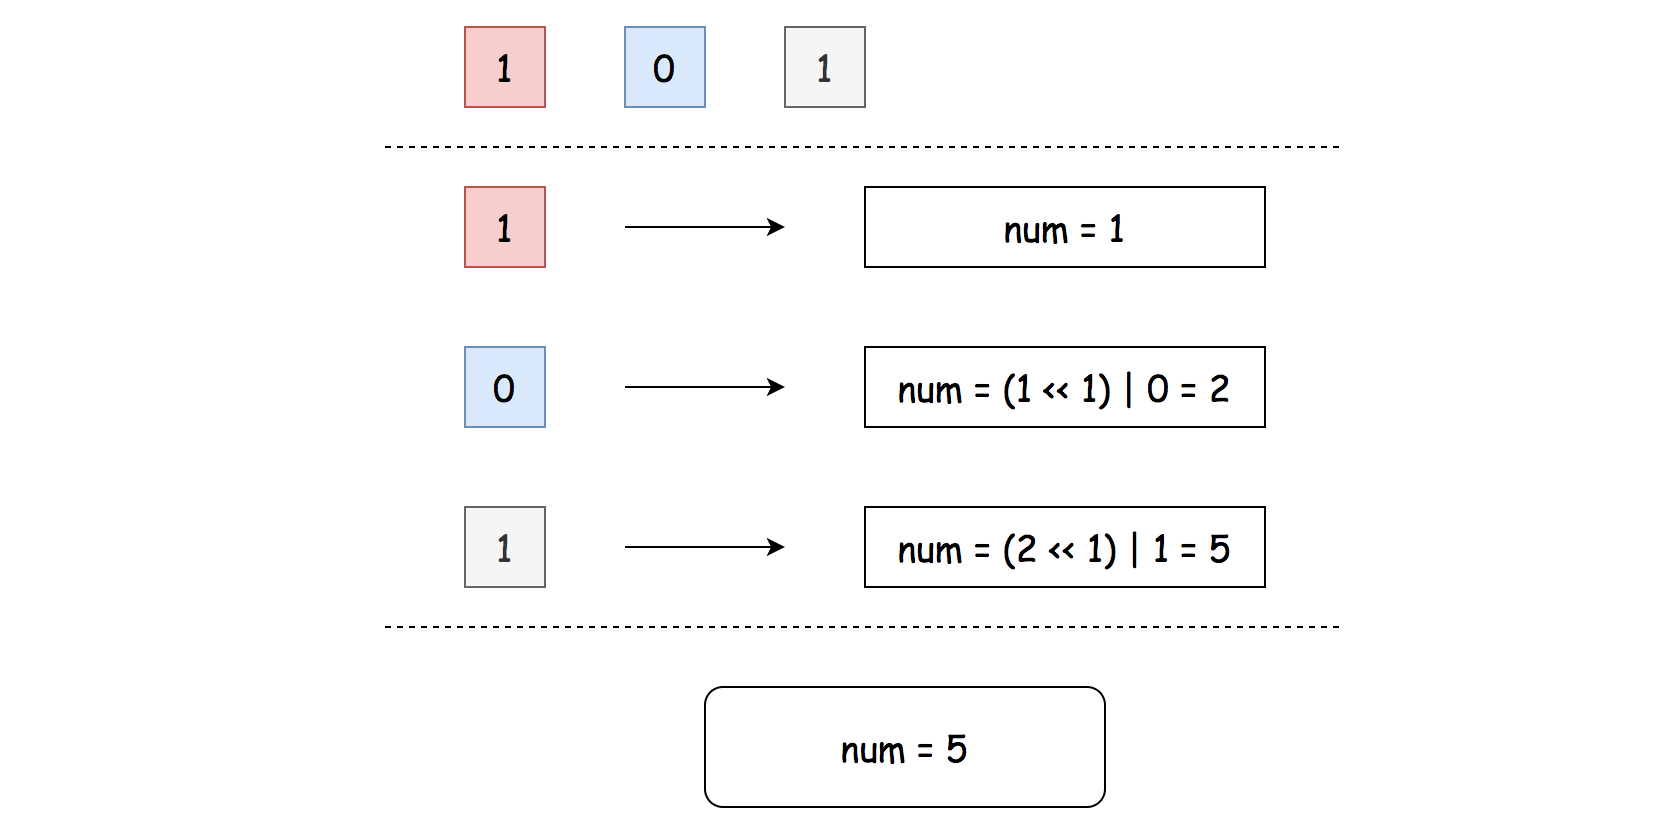 1 0 1
1 num = 1
0 num = (1 << 1) | 0 = 2
1 num = (2 << 1) | 1 = 5
num = 5